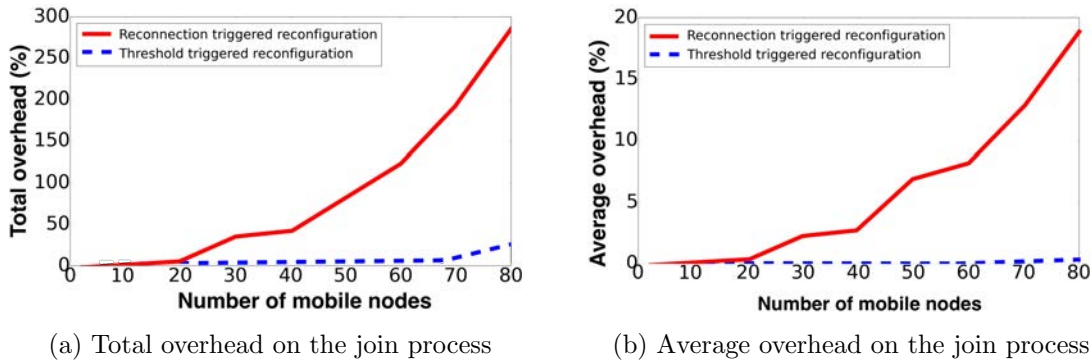 300
250
200
150
100
50
0
Total overhead (%)
Reconnection triggered reconfiguration
Threshold triggered reconfiguration
0 10 20 30 40 50 60 70 80
Number of mobile nodes
(a) Total overhead on the join process
20
15
10
5
0
Average overhead (%)
Reconnection triggered reconfiguration
Threshold triggered reconfiguration
0 10 20 30 40 50 60 70 80
Number of mobile nodes
(b) Average overhead on the join process